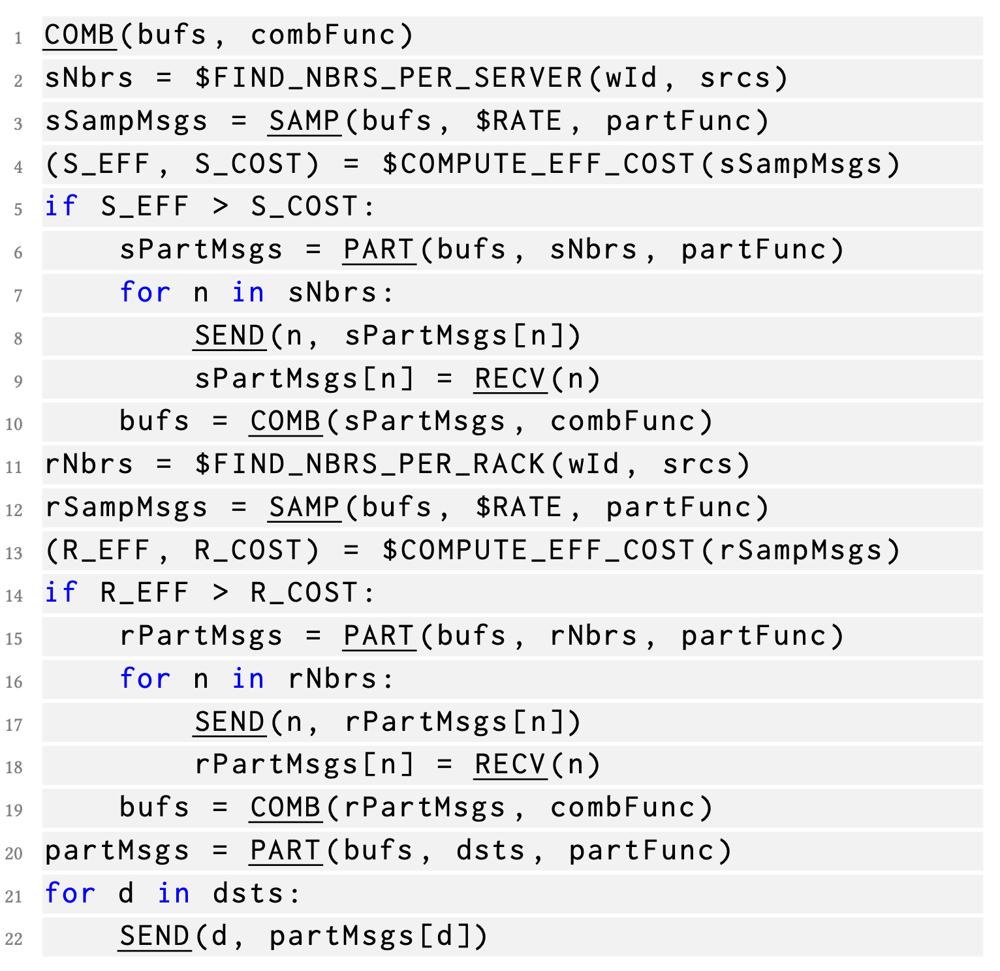 1 COMB(bufs, combFunc)
2 sNbrs = $FIND_NBRS_PER_SERVER(wId, srcs)
3 sSampMsgs = SAMP(bufs, $RATE, partFunc)
4 (S_EFF, S_COST) = $COMPUTE_EFF_COST(sSampMsgs)
5 if S_EFF > S_COST:
6     sPartMsgs = PART(bufs, sNbrs, partFunc)
7     for n in sNbrs:
8         SEND(n, sPartMsgs[n])
9         sPartMsgs[n] = RECV(n)
10     bufs = COMB(sPartMsgs, combFunc)
11 rNbrs = $FIND_NBRS_PER_RACK(wId, srcs)
12 rSampMsgs = SAMP(bufs, $RATE, partFunc)
13 (R_EFF, R_COST) = $COMPUTE_EFF_COST(rSampMsgs)
14 if R_EFF > R_COST:
15     rPartMsgs = PART(bufs, rNbrs, partFunc)
16     for n in rNbrs:
17         SEND(n, rPartMsgs[n])
18         rPartMsgs[n] = RECV(n)
19     bufs = COMB(rPartMsgs, combFunc)
20 partMsgs = PART(bufs, dsts, partFunc)
21 for d in dsts:
22     SEND(d, partMsgs[d])